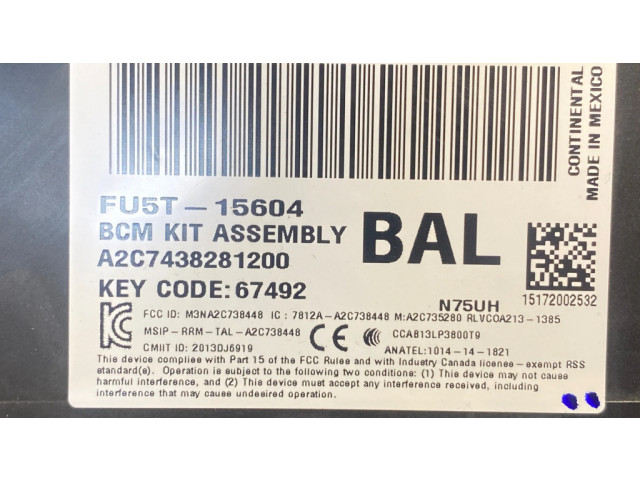 CONTINENTAL
MADE IN MEXICO
FU5T-15604
BCM KIT ASSEMBLY
BAL
A2C7438281200
KEY CODE:67492
N75UH
15172002532
FCC ID: M3NA2C738448 IC : 7812A-A2C738448 M:A2C735280 RLVCOA213-1385
MSIP-RRM-TAL-A2C738448
CCAB13LP3800T9
CMIIT ID: 2013DJ6919
ANATEL:1014-14-1821
This device complies with Part 15 of the FCC Rules and with Industry Canada license - exempt RSS
standard(s). Operation is subject to the following two conditions: (1) This device may not cause
harmful interference, and (2) This device must accept any interference received, including
interference that may cause undesired operation.